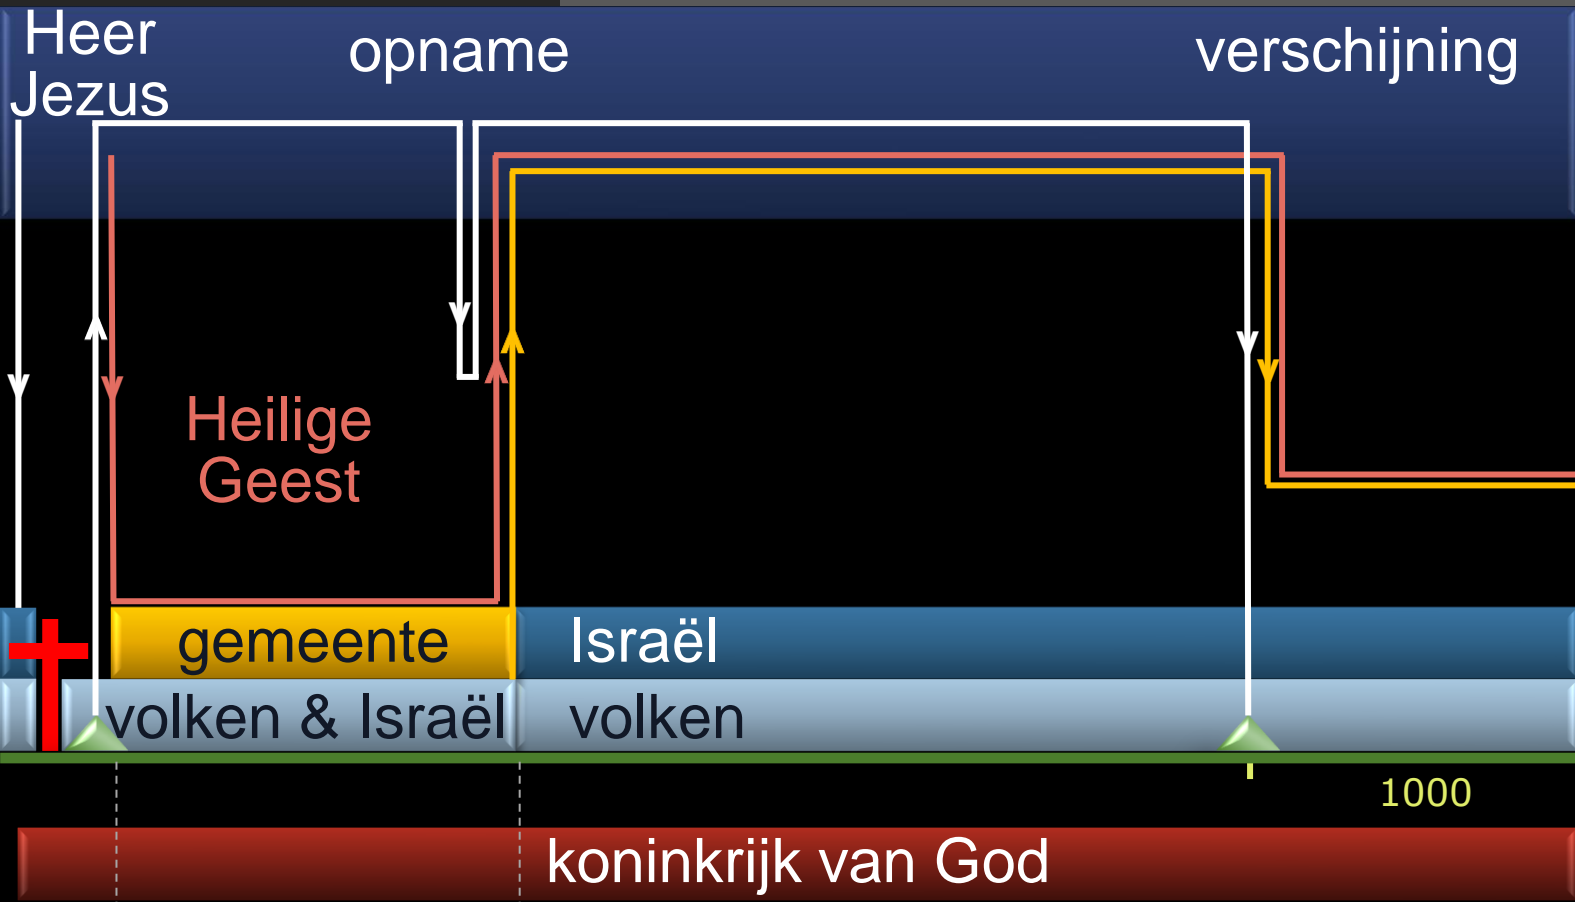 Heer
Jezus
opname
verschijning
Heilige
Geest
gemeente
Israël
volken & Israël
volken
1000
koninkrijk van God